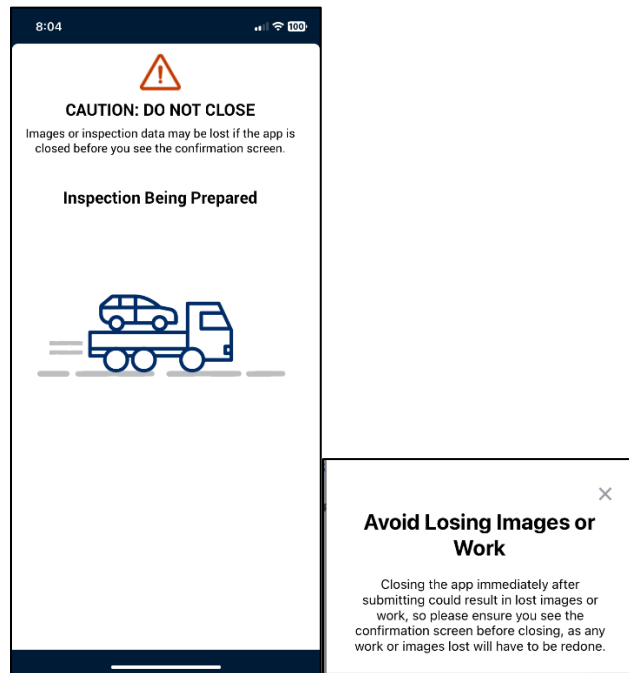 8:04
100
CAUTION: DO NOT CLOSE
Images or inspection data may be lost if the app is
closed before you see the confirmation screen.
Inspection Being Prepared
Avoid Losing Images or
Work
Closing the app immediately after
submitting could result in lost images or
work, so please ensure you see the
confirmation screen before closing, as any
work or images lost will have to be redone.